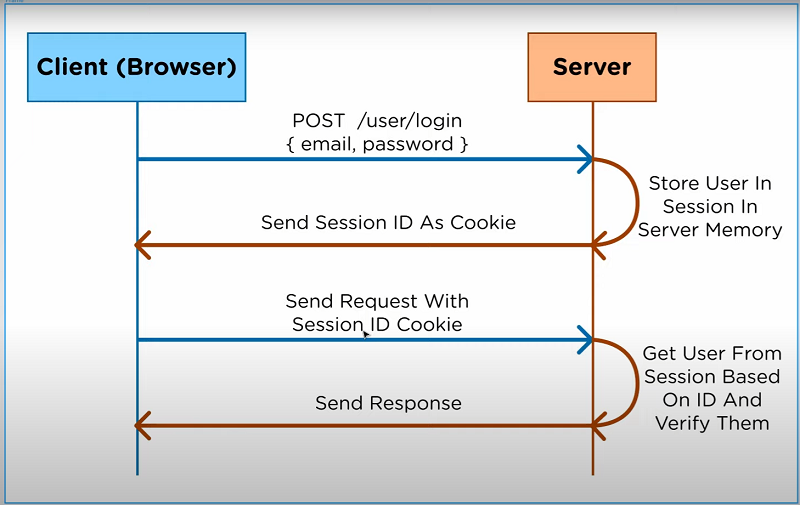 Client (Browser)
Server
POST /user/login
{ email, password }
Store User In
Session In
Server Memory
Send Session ID As Cookie
Send Request With
Session ID Cookie
Get User From
Session Based
On ID And
Verify Them
Send Response